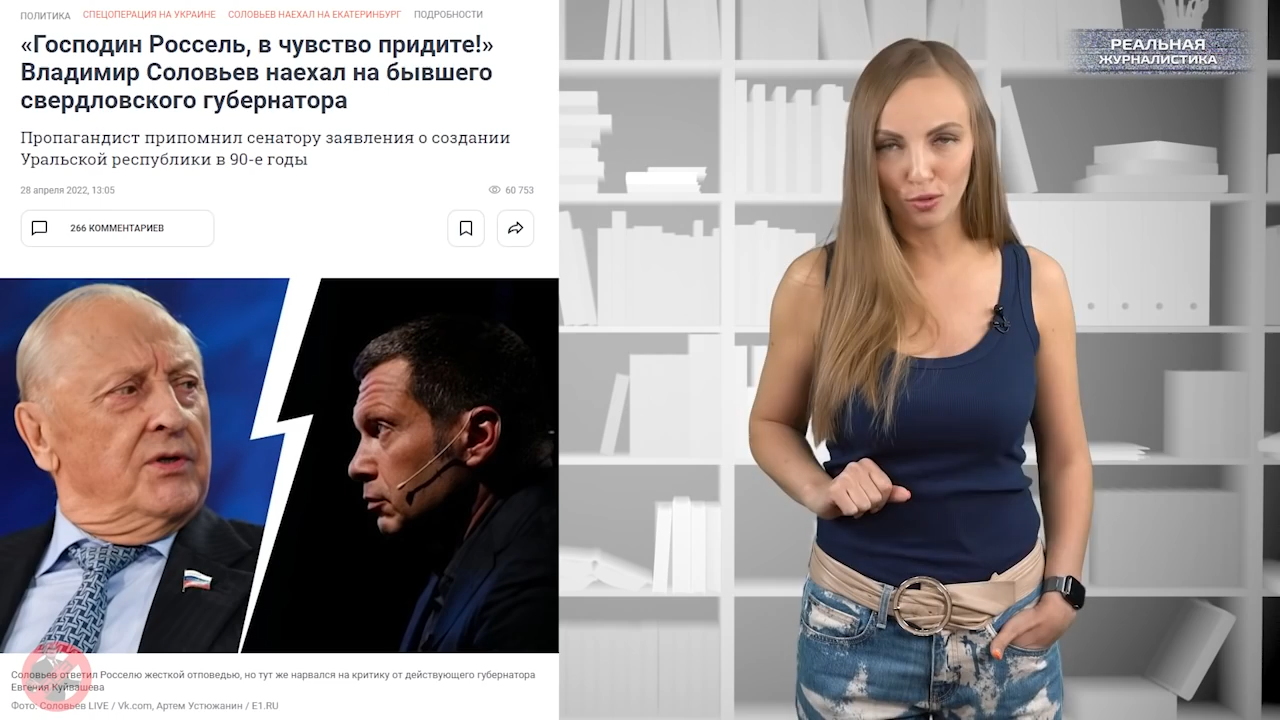 ПОЛИТИКА СПЕЦОПЕРАЦИЯ НА УКРАИНЕ СОЛОВЬЕВ НАЕХАЛ НА ЕКАТЕРИНБУРГ ПОДРОБНОСТИ
«Господин Россель, в чувство придите!»
Владимир Соловьев наехал на бывшего
свердловского губернатора
Пропагандист припомнил сенатору заявления о создании
Уральской республики в 90-е годы
28 апреля 2022, 13:05 60 753
266 КОММЕНТАРИЕВ
Соловьев ответил Росселю жесткой отповедью, но тут же нарвался на критику от действующего губернатора
Евгения Куйвашева
Фото: Соловьев LIVE / Vk.com, Артем Устюжанин / E1.RU
РЕАЛЬНАЯ
ЖУРНАЛИСТИКА